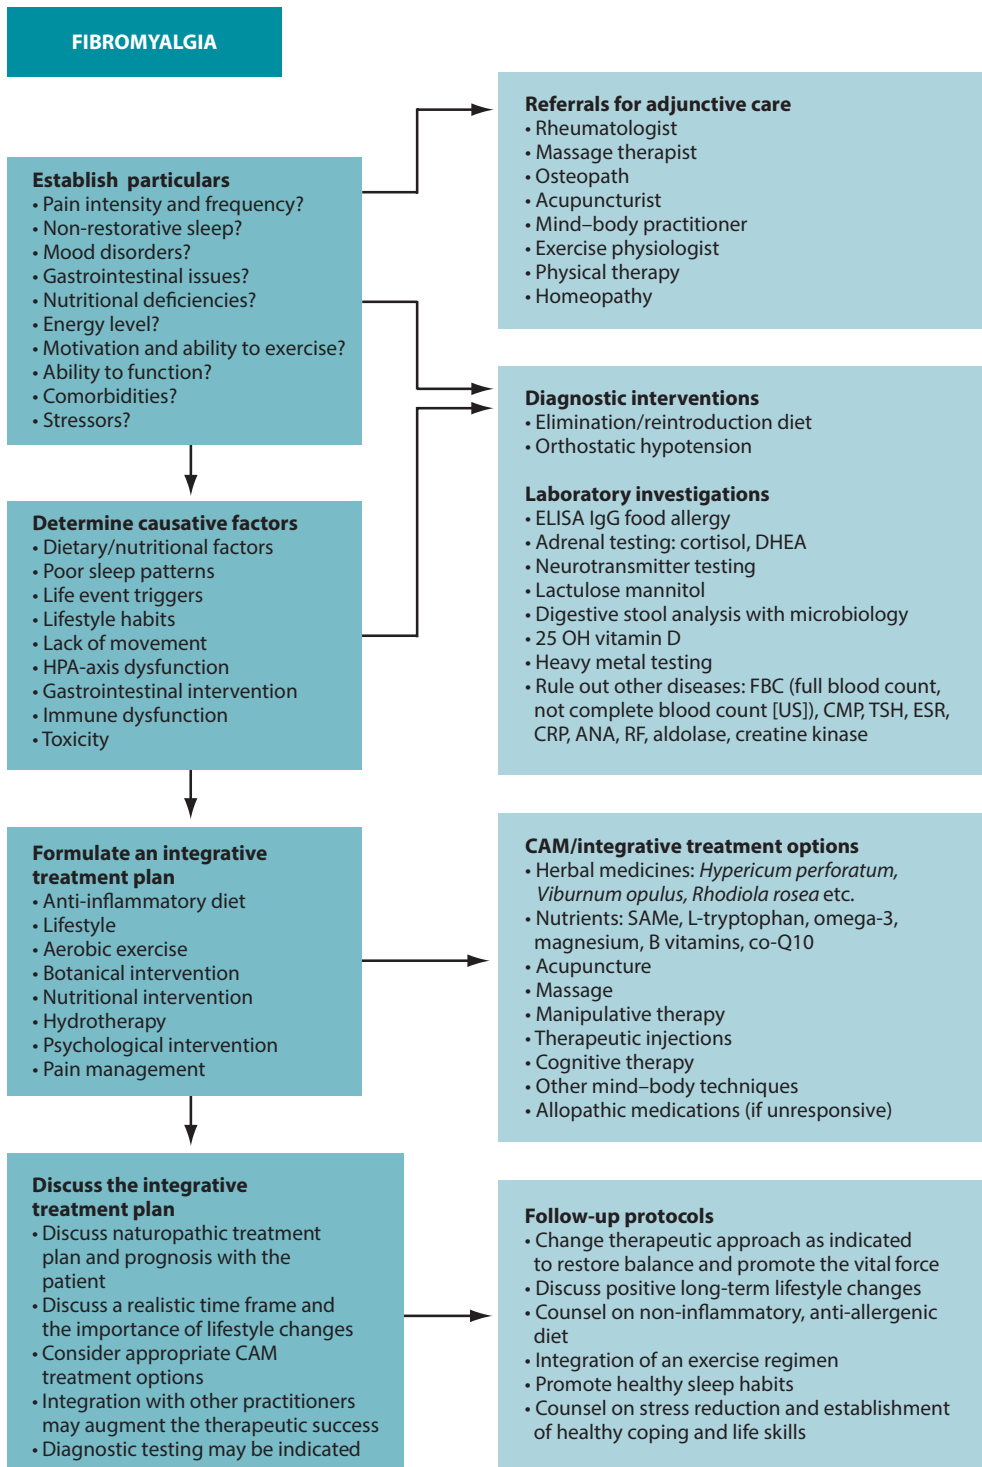 FIBROMYALGIA
Establish particulars
• Pain intensity and frequency?
• Non-restorative sleep?
• Mood disorders?
• Gastrointestinal issues?
• Nutritional deficiencies?
• Energy level?
• Motivation and ability to exercise?
• Ability to function?
• Comorbidities?
• Stressors?
Referrals for adjunctive care
• Rheumatologist
• Massage therapist
• Osteopath
• Acupuncturist
• Mind–body practitioner
• Exercise physiologist
• Physical therapy
• Homeopathy
Determine causative factors
• Dietary/nutritional factors
• Poor sleep patterns
• Life event triggers
• Lifestyle habits
• Lack of movement
• HPA-axis dysfunction
• Gastrointestinal intervention
• Immune dysfunction
• Toxicity
Diagnostic interventions
• Elimination/reintroduction diet
• Orthostatic hypotension
Laboratory investigations
• ELISA IgG food allergy
• Adrenal testing: cortisol, DHEA
• Neurotransmitter testing
• Lactulose mannitol
• Digestive stool analysis with microbiology
• 25 OH vitamin D
• Heavy metal testing
• Rule out other diseases: FBC (full blood count,
not complete blood count [US]), CMP, TSH, ESR,
CRP, ANA, RF, aldolase, creatine kinase
Formulate an integrative
treatment plan
• Anti-inflammatory diet
• Lifestyle
• Aerobic exercise
• Botanical intervention
• Nutritional intervention
• Hydrotherapy
• Psychological intervention
• Pain management
CAM/integrative treatment options
• Herbal medicines: Hypericum perforatum,
Viburnum opulus, Rhodiola rosea etc.
• Nutrients: SAMe, L-tryptophan, omega-3,
magnesium, B vitamins, co-Q10
• Acupuncture
• Massage
• Manipulative therapy
• Therapeutic injections
• Cognitive therapy
• Other mind–body techniques
• Allopathic medications (if unresponsive)
Discuss the integrative
treatment plan
• Discuss naturopathic treatment
plan and prognosis with the
patient
• Discuss a realistic time frame and
the importance of lifestyle changes
• Consider appropriate CAM
treatment options
• Integration with other practitioners
may augment the therapeutic success
• Diagnostic testing may be indicated
Follow-up protocols
• Change therapeutic approach as indicated
to restore balance and promote the vital force
• Discuss positive long-term lifestyle changes
• Counsel on non-inflammatory, anti-allergenic
diet
• Integration of an exercise regimen
• Promote healthy sleep habits
• Counsel on stress reduction and establishment
of healthy coping and life skills